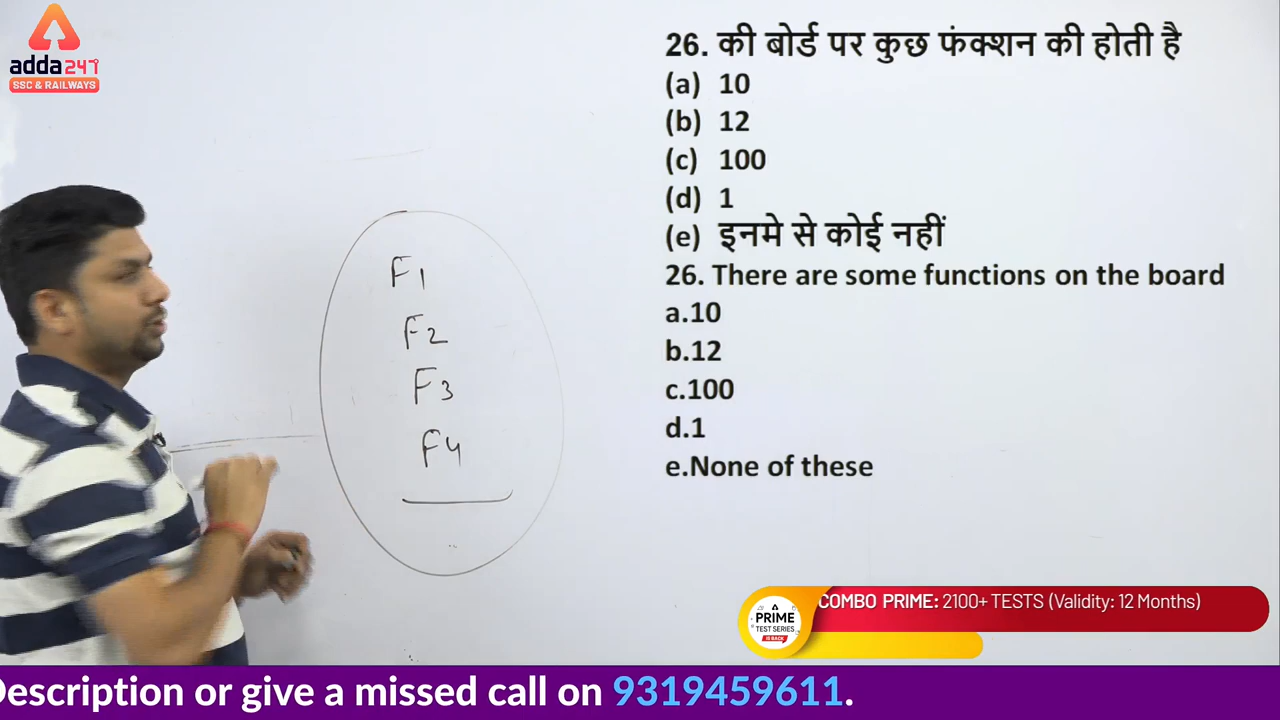 adda247
SSC & RAILWAYS
26. की बोर्ड पर कुछ फंक्शन की होती है
(a) 10
(b) 12
(c) 100
(d) 1
(e) इनमे से कोई नहीं
26. There are some functions on the board
a.10
b.12
c.100
d.1
e.None of these
F1
F2
F3
F4
PRIME
TEST SERIES
IS BACK
COMBO PRIME: 2100+ TESTS (Validity: 12 Months)
Description or give a missed call on 9319459611.